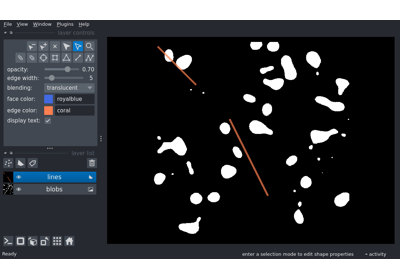 File View Window Plugins Help
layer controls
opacity: 0.70
edge width: 5
blending: translucent
face color: royalblue
edge color: coral
display text:
layer list
lines
blobs
Ready enter a selection mode to edit shape properties activity